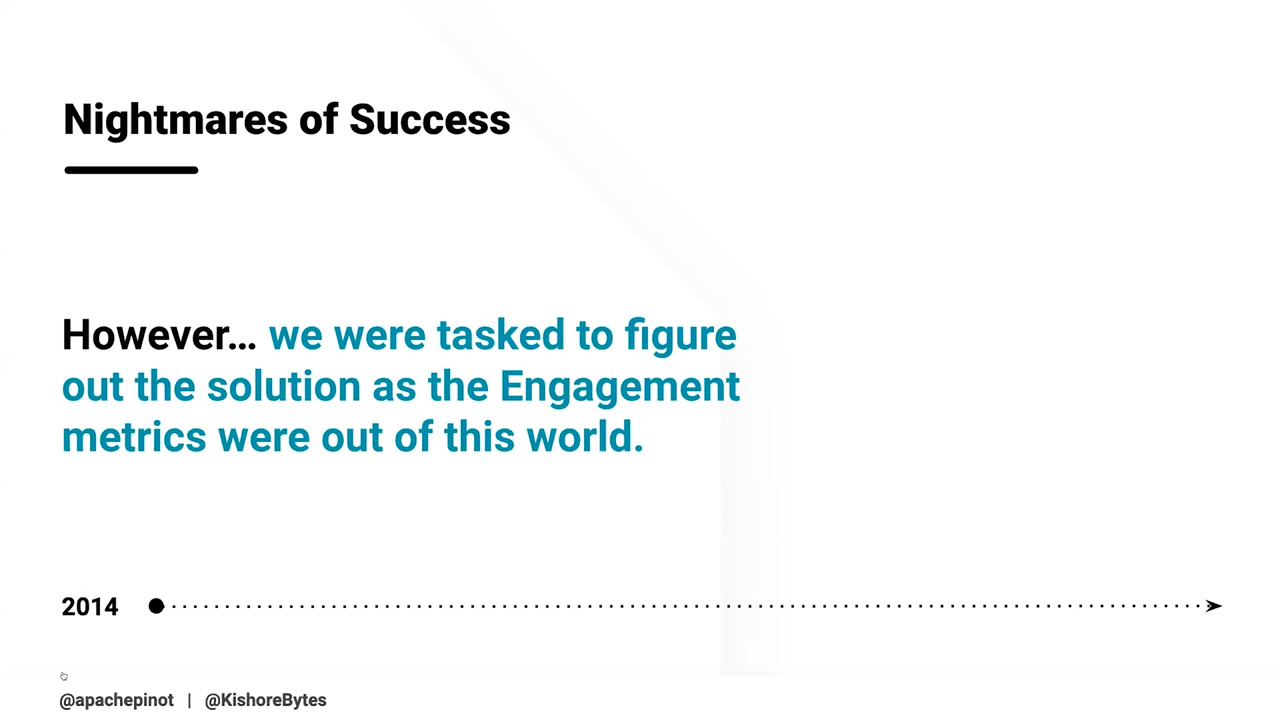 Nightmares of Success
However… we were tasked to figure
out the solution as the Engagement
metrics were out of this world.
2014
@apachepinot | @KishoreBytes